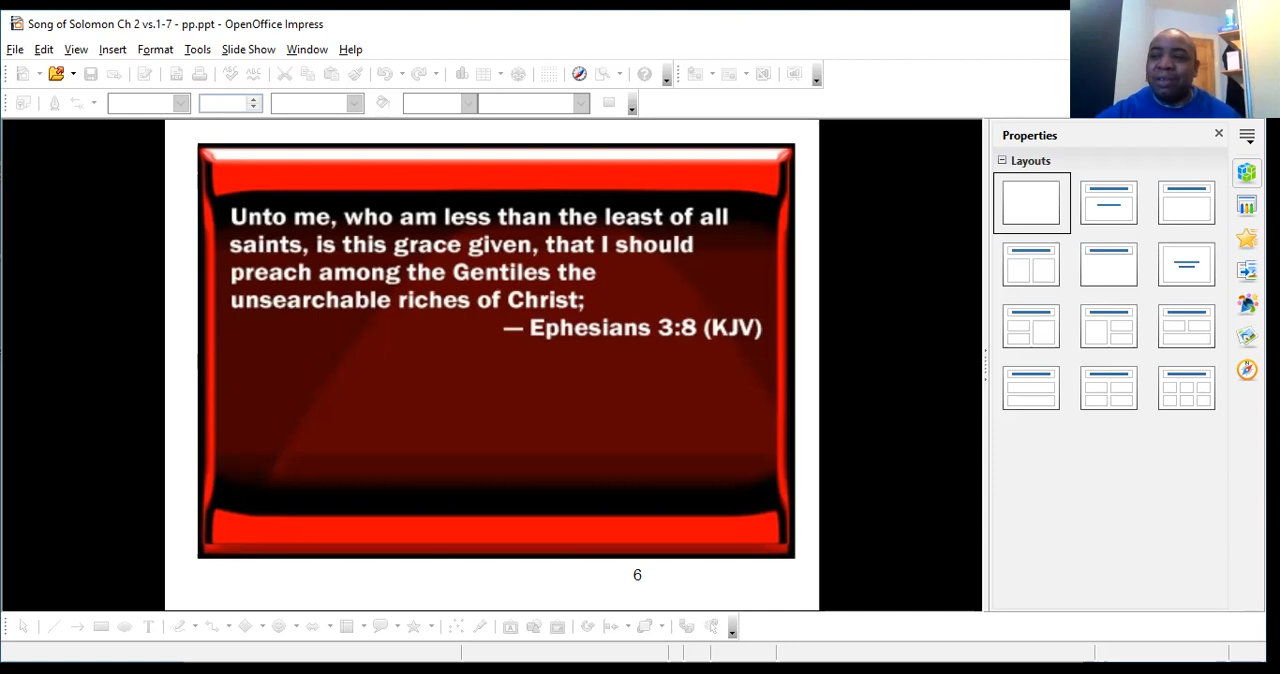 Song of Solomon Ch 2 vs.1-7 - pp.ppt - OpenOffice Impress
File Edit View Insert Format Tools Slide Show Window Help
Properties
Layouts
Unto me, who am less than the least of all
saints, is this grace given, that I should
preach among the Gentiles the
unsearchable riches of Christ;
— Ephesians 3:8 (KJV)
6